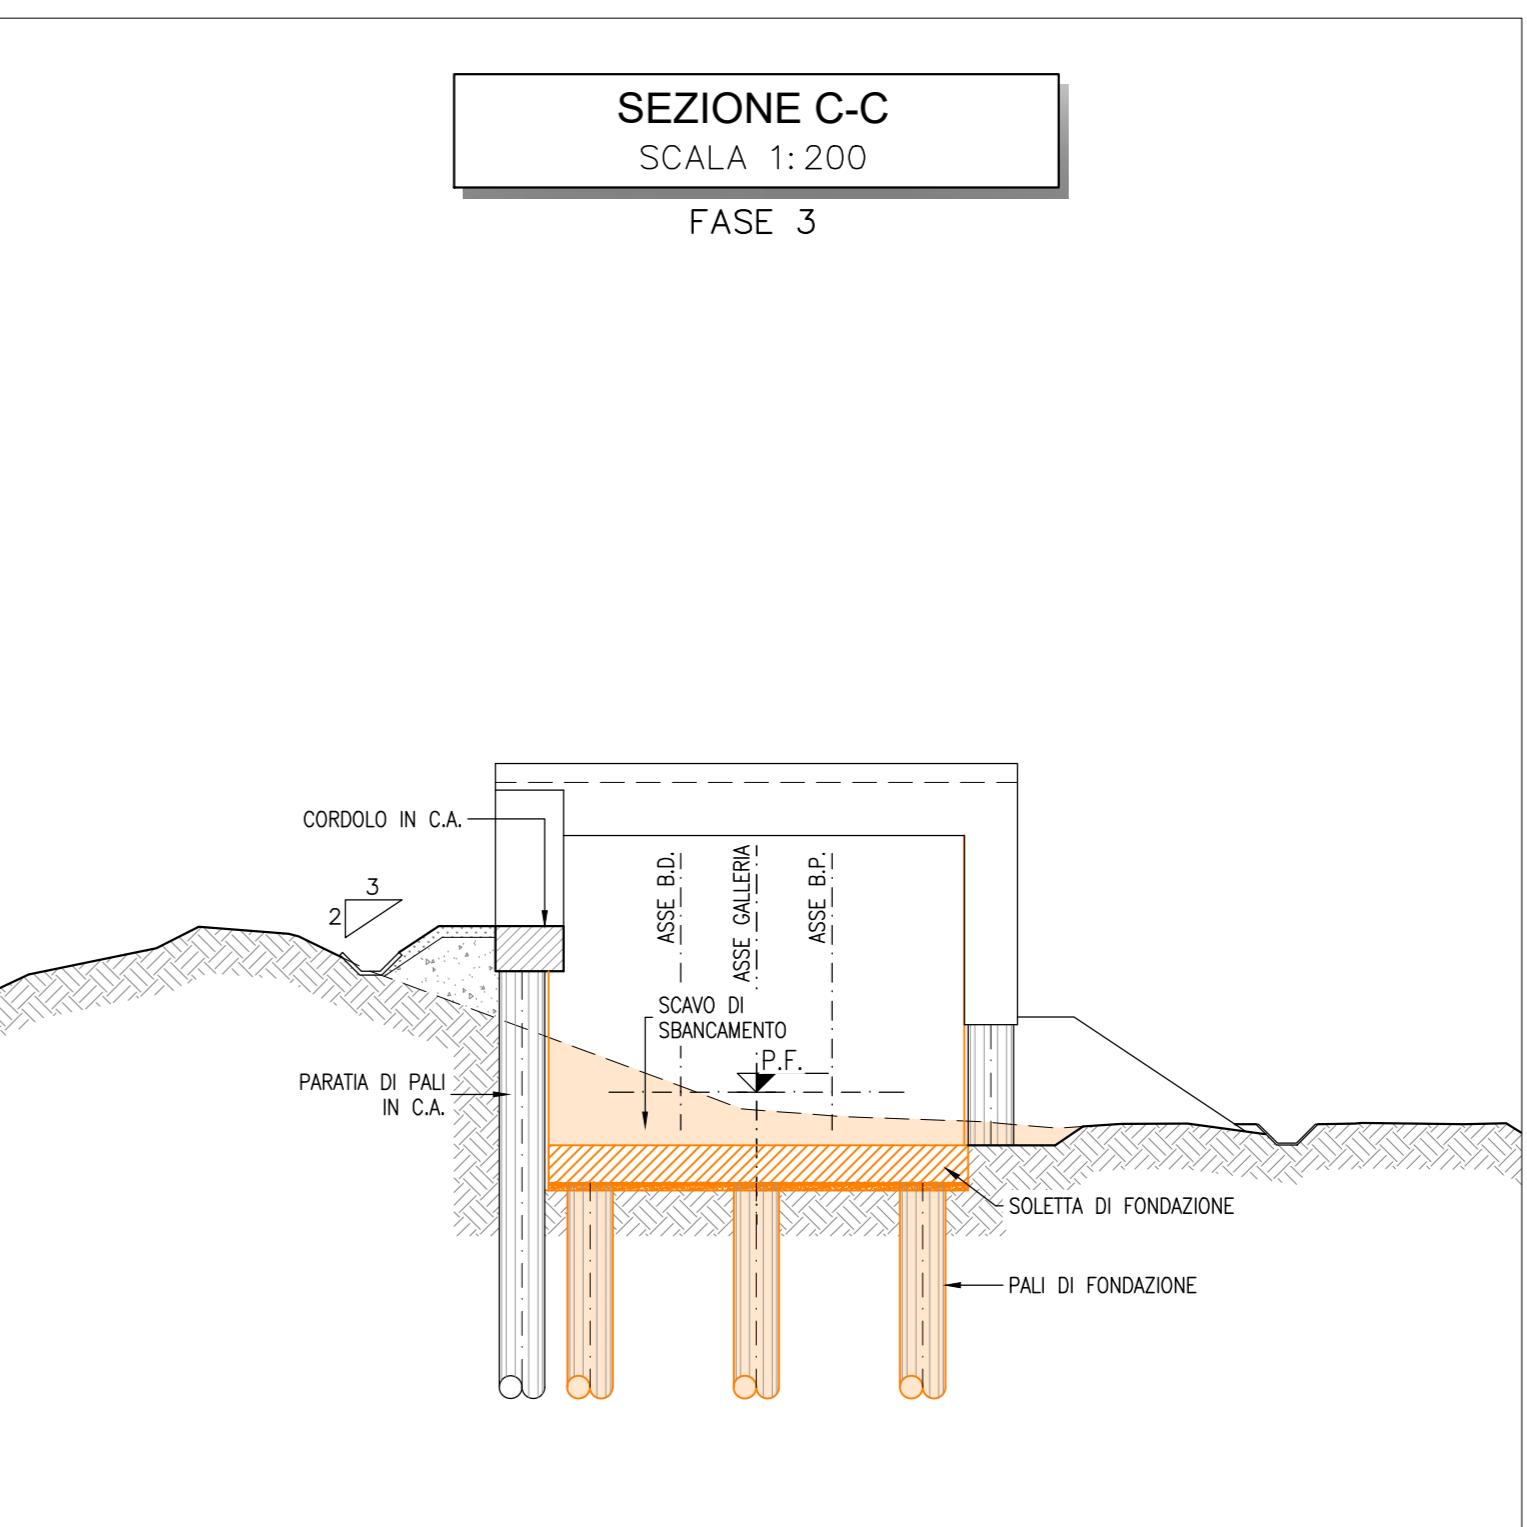 SEZIONE C-C
SCALA 1:200
FASE 3
CORDOLO IN C.A.
3
2
ASSE B.D.
ASSE GALLERIA
ASSE B.P.
SCAVO DI
SBANCAMENTO
P.F.
PARATIA DI PALI
IN C.A.
SOLETTA DI FONDAZIONE
PALI DI FONDAZIONE